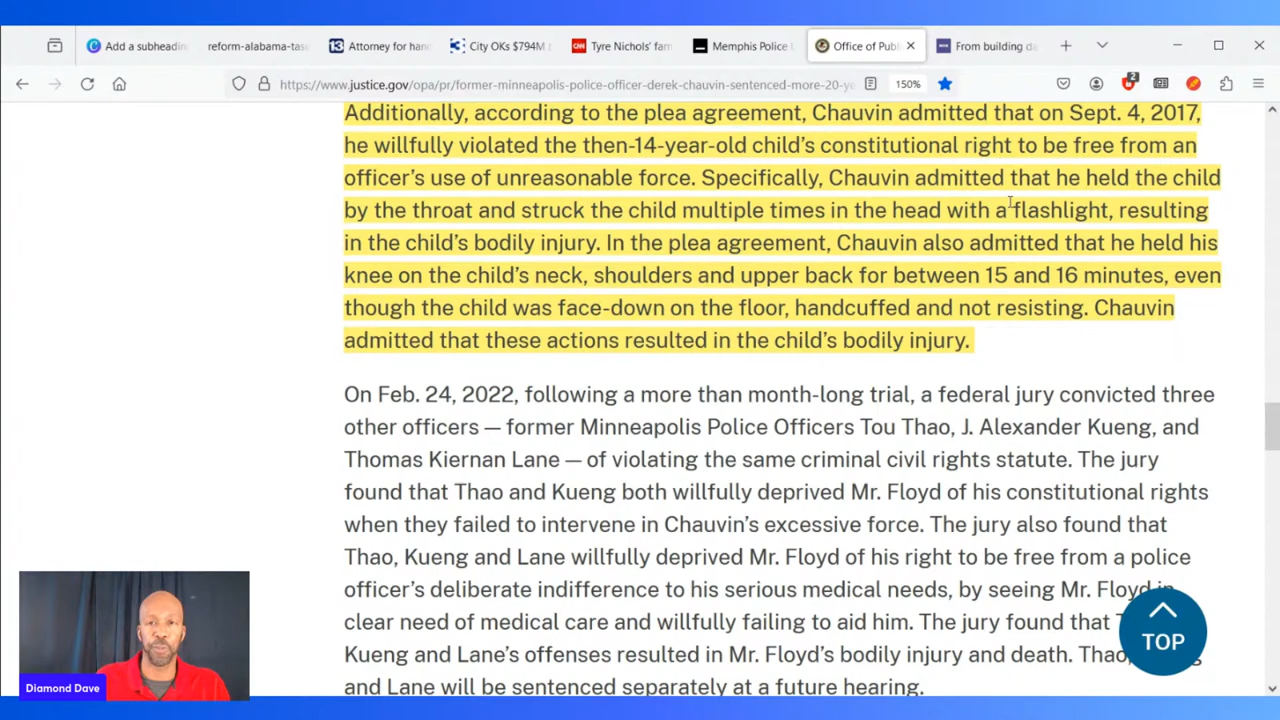 Add a subheadin
reform-alabama-tas
13 Attorney for han
City OKs $794M
CNN Tyre Nichols' fam
Memphis Police
Office of Publ
From building da
https://www.justice.gov/opa/pr/former-minneapolis-police-officer-derek-chauvin-sentenced-more-20-ye
150%
2
Additionally, according to the plea agreement, Chauvin admitted that on Sept. 4, 2017,
he willfully violated the then-14-year-old child’s constitutional right to be free from an
officer’s use of unreasonable force. Specifically, Chauvin admitted that he held the child
by the throat and struck the child multiple times in the head with a flashlight, resulting
in the child’s bodily injury. In the plea agreement, Chauvin also admitted that he held his
knee on the child’s neck, shoulders and upper back for between 15 and 16 minutes, even
though the child was face-down on the floor, handcuffed and not resisting. Chauvin
admitted that these actions resulted in the child’s bodily injury.
On Feb. 24, 2022, following a more than month-long trial, a federal jury convicted three
other officers — former Minneapolis Police Officers Tou Thao, J. Alexander Kueng, and
Thomas Kiernan Lane — of violating the same criminal civil rights statute. The jury
found that Thao and Kueng both willfully deprived Mr. Floyd of his constitutional rights
when they failed to intervene in Chauvin’s excessive force. The jury also found that
Thao, Kueng and Lane willfully deprived Mr. Floyd of his right to be free from a police
officer’s deliberate indifference to his serious medical needs, by seeing Mr. Floyd in
clear need of medical care and willfully failing to aid him. The jury found that
Kueng and Lane’s offenses resulted in Mr. Floyd’s bodily injury and death. Thao,
and Lane will be sentenced separately at a future hearing.
TOP
Diamond Dave